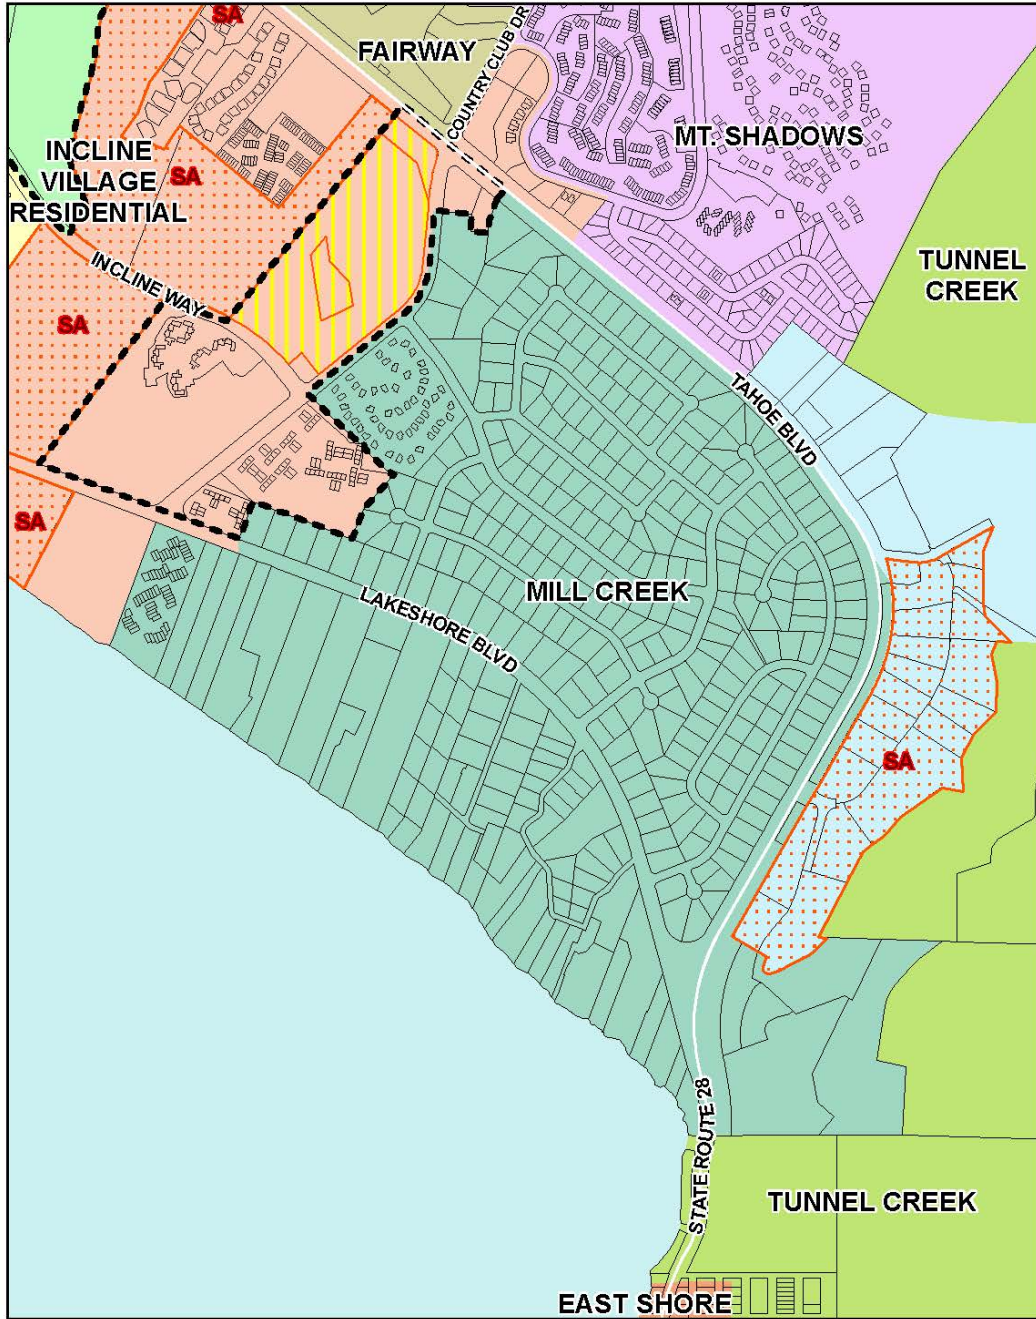 SA
FAIRWAY
COUNTRY CLUB DR
MT. SHADOWS
INCLINE
VILLAGE
RESIDENTIAL
SA
TUNNEL
CREEK
INCLINE WAY
SA
TAHOE BLVD
SA
MILL CREEK
LAKESHORE BLVD
SA
STATE ROUTE 28
TUNNEL CREEK
EAST SHORE